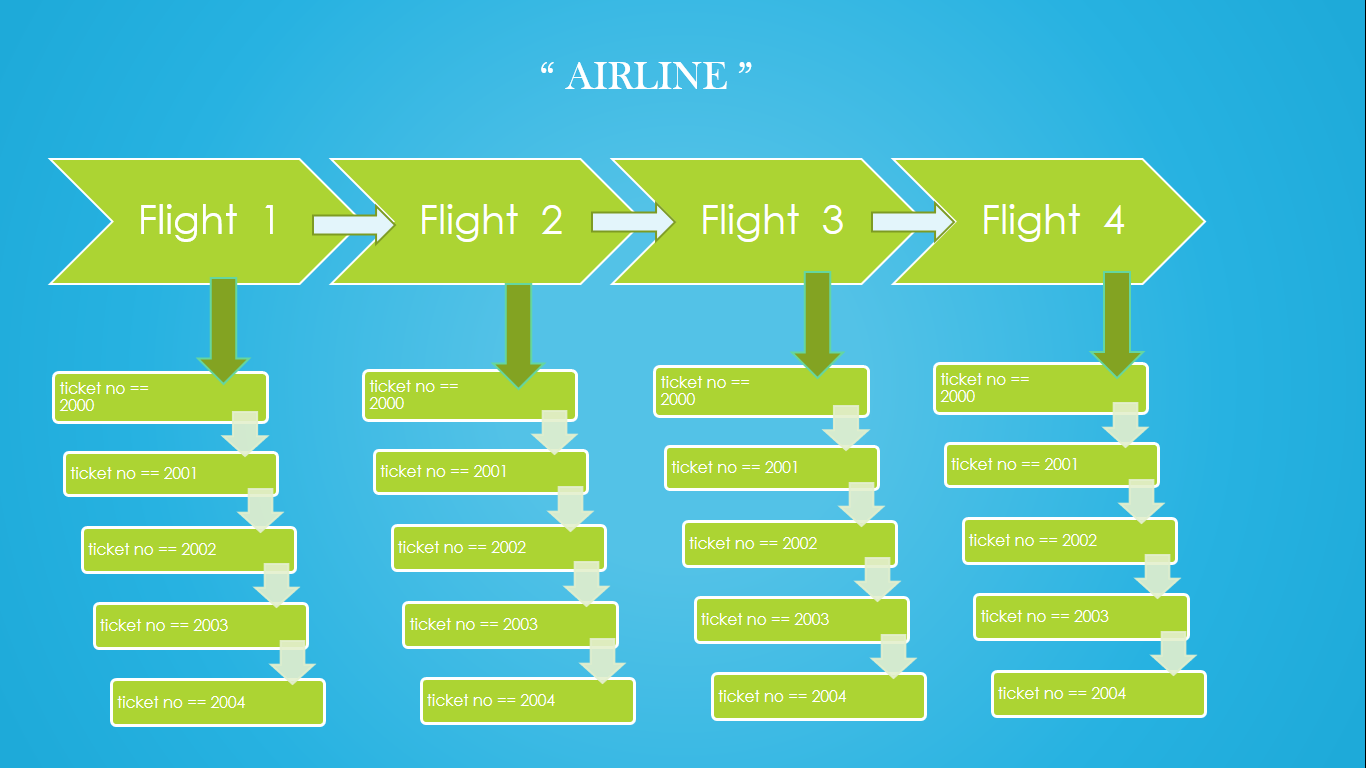 “ AIRLINE ”
Flight 1
Flight 2
Flight 3
Flight 4
ticket no ==
2000
ticket no == 2001
ticket no == 2002
ticket no == 2003
ticket no == 2004
ticket no ==
2000
ticket no == 2001
ticket no == 2002
ticket no == 2003
ticket no == 2004
ticket no ==
2000
ticket no == 2001
ticket no == 2002
ticket no == 2003
ticket no == 2004
ticket no ==
2000
ticket no == 2001
ticket no == 2002
ticket no == 2003
ticket no == 2004